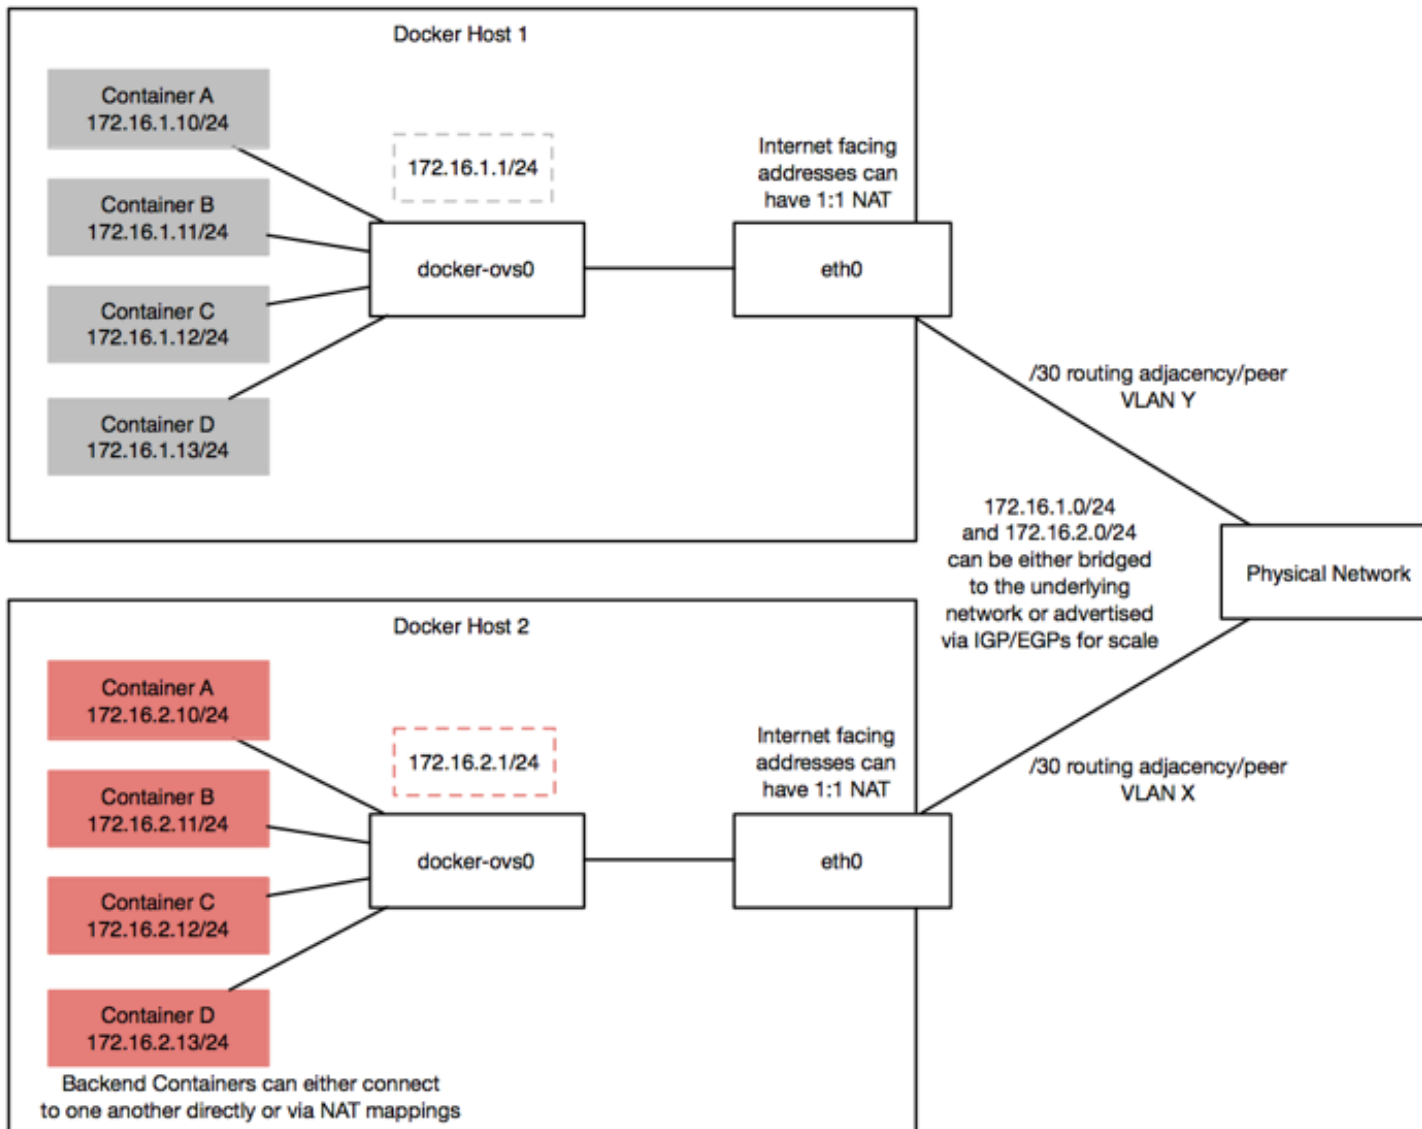 Docker Host 1
Container A
172.16.1.10/24
Container B
172.16.1.11/24
Container C
172.16.1.12/24
Container D
172.16.1.13/24
172.16.1.1/24
docker-ovs0
Internet facing
addresses can
have 1:1 NAT
eth0
/30 routing adjacency/peer
VLAN Y
172.16.1.0/24
and 172.16.2.0/24
can be either bridged
to the underlying
network or advertised
via IGP/EGPs for scale
Physical Network
Docker Host 2
Container A
172.16.2.10/24
Container B
172.16.2.11/24
Container C
172.16.2.12/24
Container D
172.16.2.13/24
Backend Containers can either connect
to one another directly or via NAT mappings
172.16.2.1/24
docker-ovs0
Internet facing
addresses can
have 1:1 NAT
eth0
/30 routing adjacency/peer
VLAN X